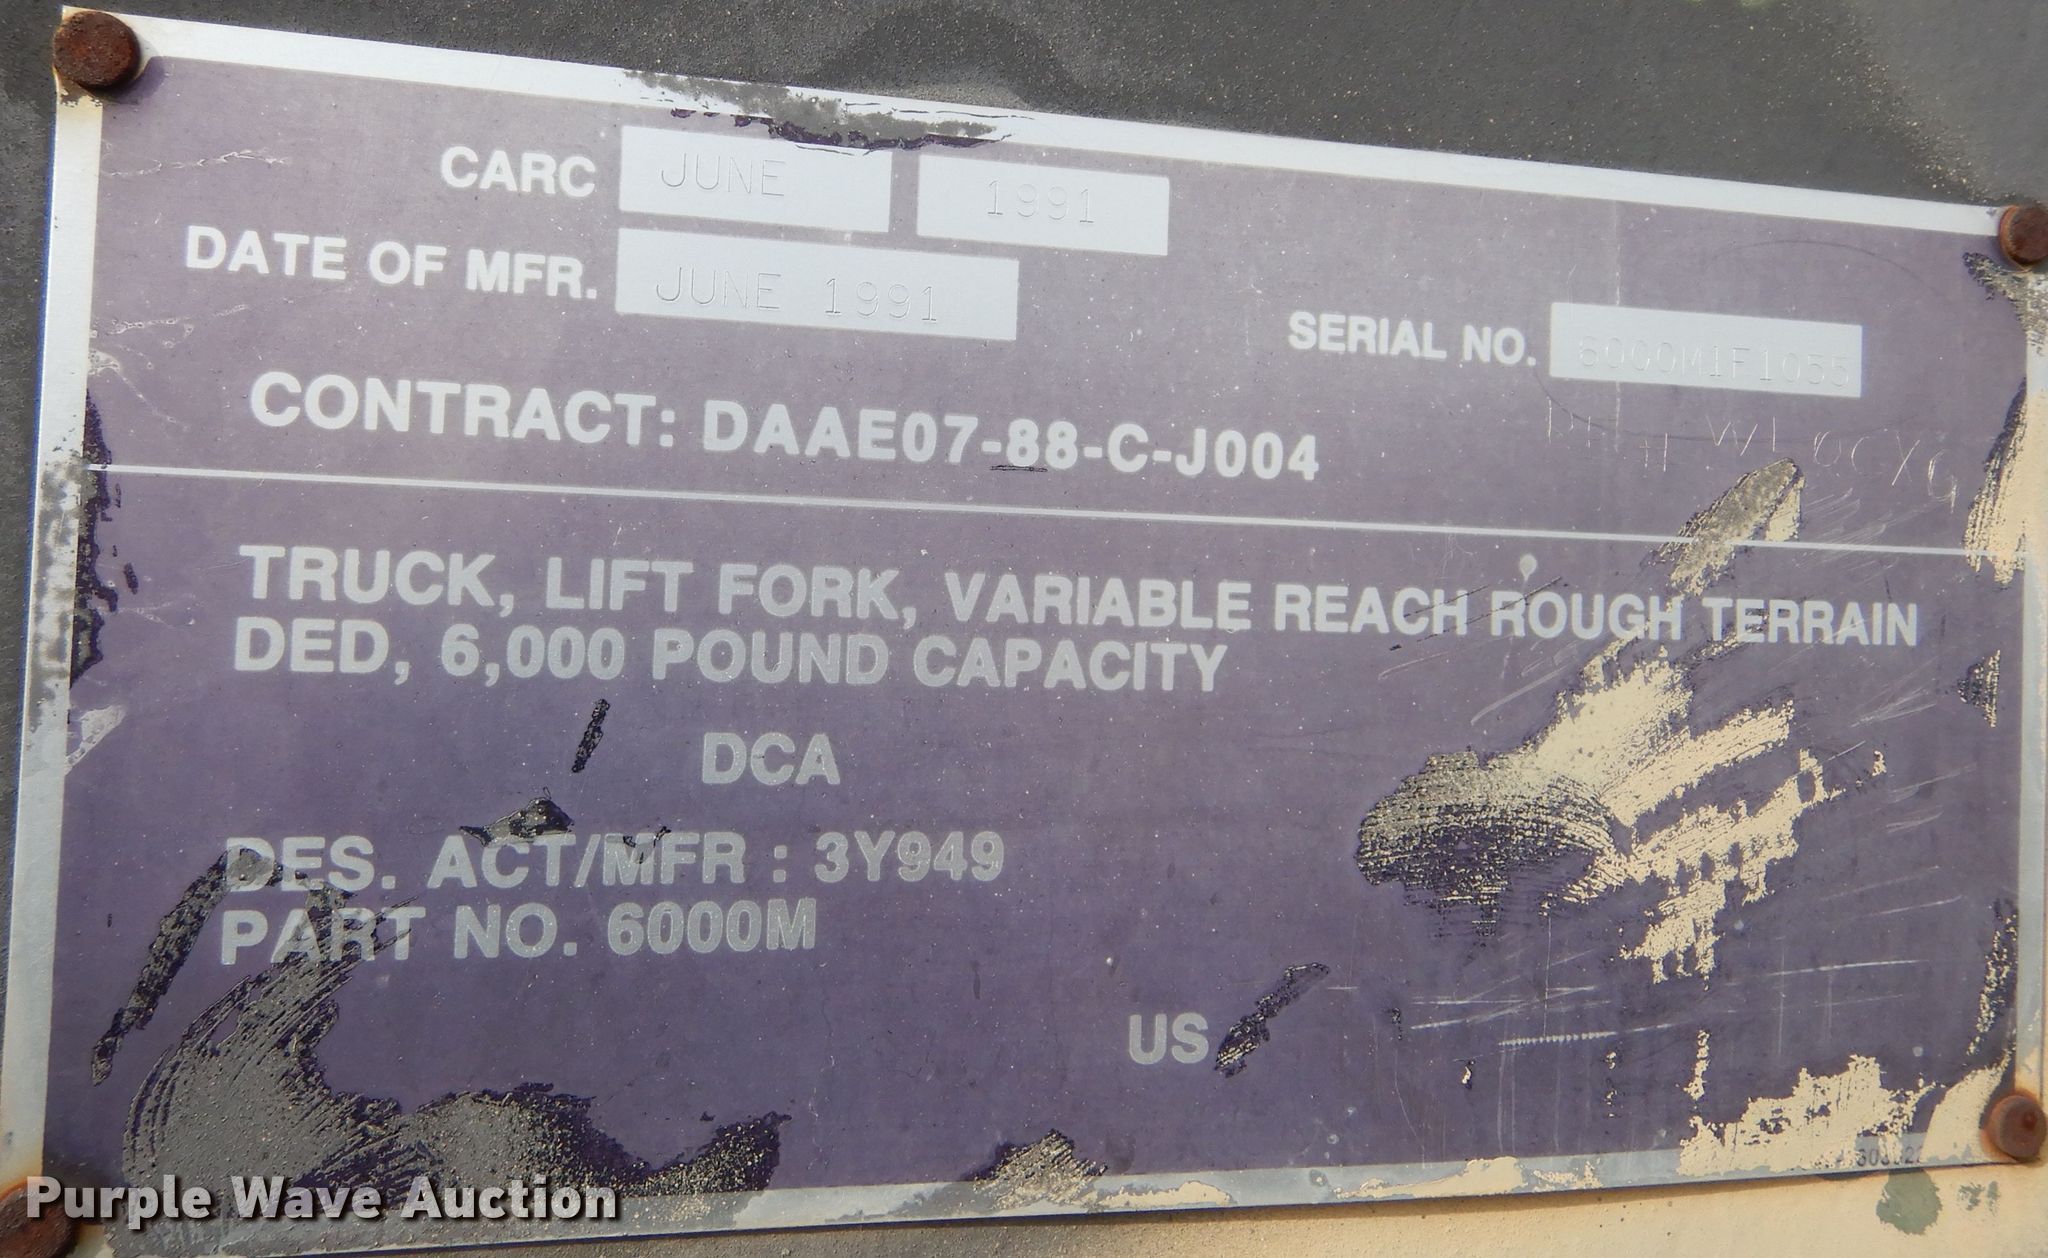 CARC JUNE 1991
DATE OF MFR. JUNE 1991
SERIAL NO. 6000M1F1055
CONTRACT: DAAE07-88-C-J004
TRUCK, LIFT FORK, VARIABLE REACH ROUGH TERRAIN
DED, 6,000 POUND CAPACITY
DCA
DES. ACT/MFR : 3Y949
PART NO. 6000M
US
Purple Wave Auction